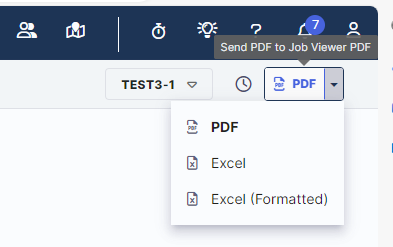 7
Send PDF to Job Viewer PDF
TEST3-1
PDF
PDF
Excel
Excel (Formatted)